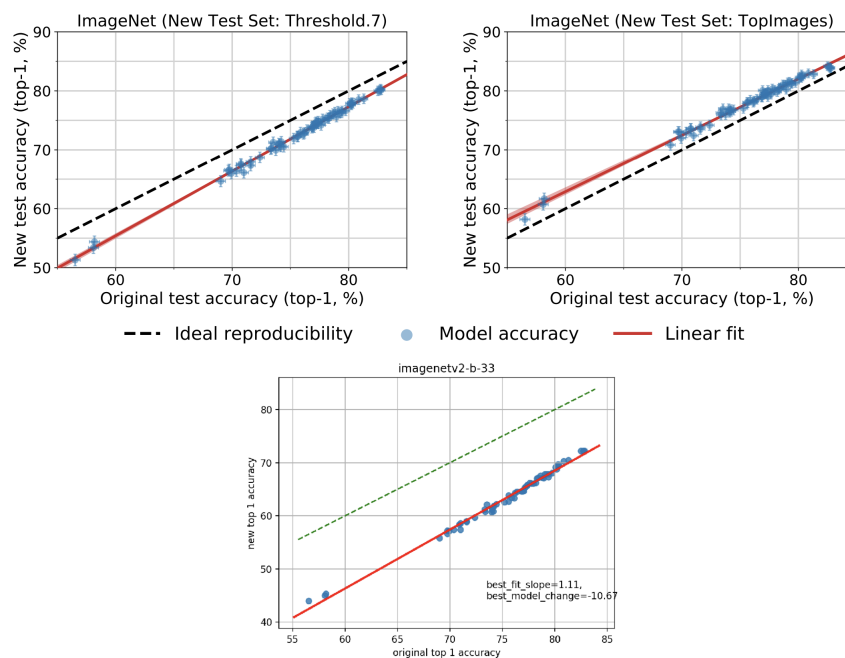 ImageNet (New Test Set: Threshold.7)
90
80
70
60
50
60
70
80
New test accuracy (top-1, %)
Original test accuracy (top-1, %)
ImageNet (New Test Set: TopImages)
90
80
70
60
50
60
70
80
New test accuracy (top-1, %)
Original test accuracy (top-1, %)
Ideal reproducibility
Model accuracy
Linear fit
imagenetv2-b-33
80
70
60
50
40
55
60
65
70
75
80
85
new top 1 accuracy
original top 1 accuracy
best_fit_slope=1.11,
best_model_change=-10.67